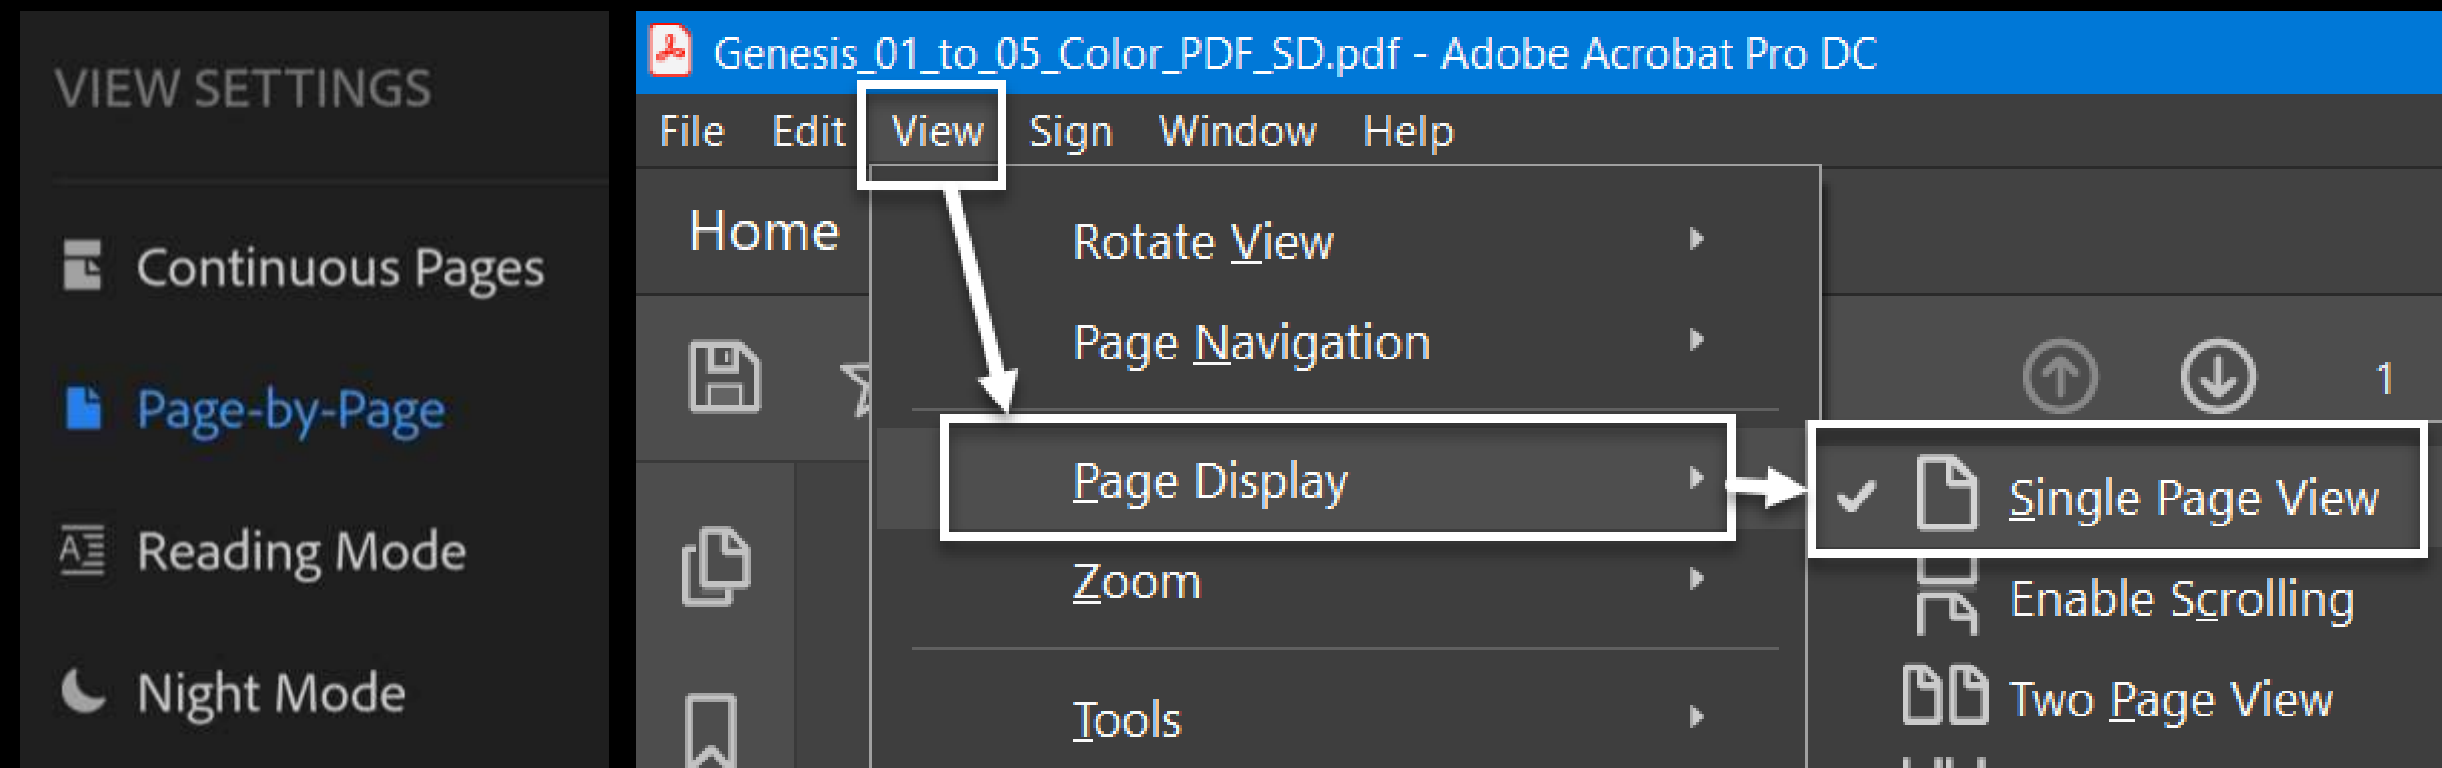 VIEW SETTINGS
Continuous Pages
Page-by-Page
Reading Mode
Night Mode
Genesis_01_to_05_Color_PDF_SD.pdf - Adobe Acrobat Pro DC
File Edit View Sign Window Help
Home
Rotate View
Page Navigation
1
Page Display
Single Page View
Zoom
Enable Scrolling
Two Page View
Tools